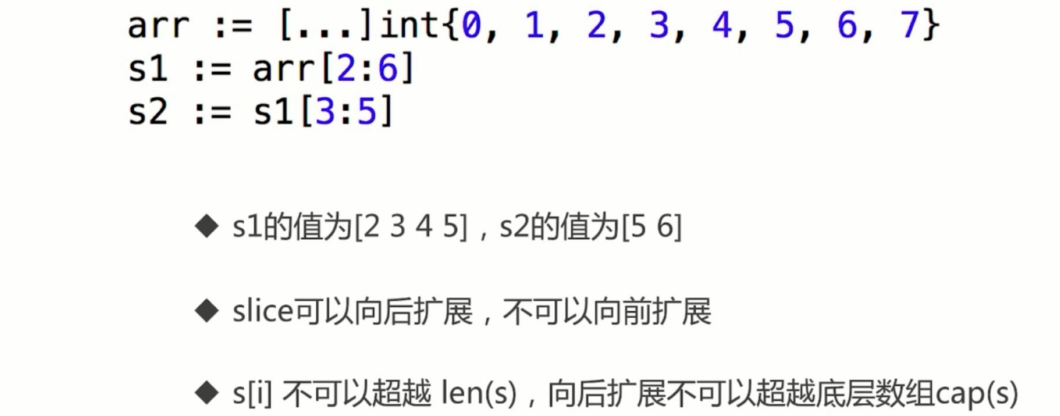 arr := [...]int{0, 1, 2, 3, 4, 5, 6, 7}
s1 := arr[2:6]
s2 := s1[3:5]
◆ s1的值为[2 3 4 5]，s2的值为[5 6]
◆ slice可以向后扩展，不可以向前扩展
◆ s[i] 不可以超越 len(s)，向后扩展不可以超越底层数组cap(s)